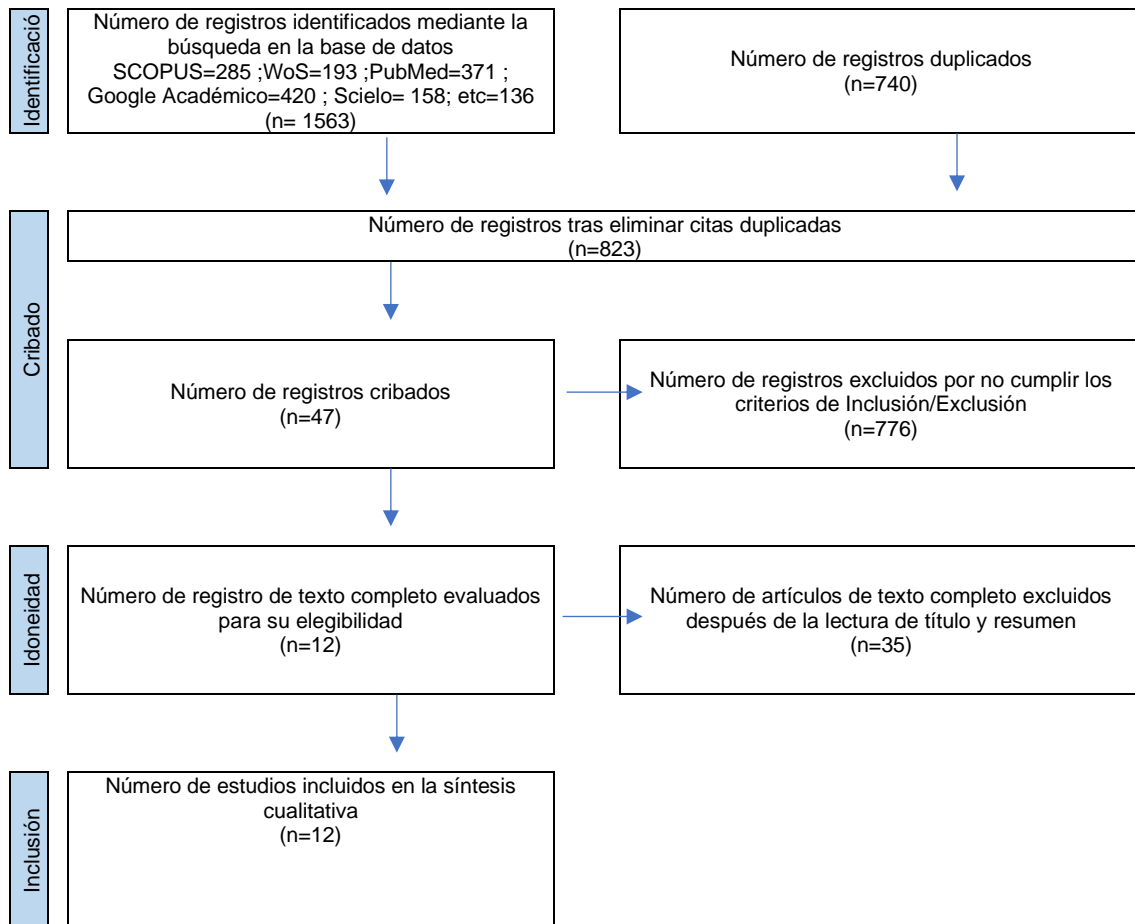 Identificació
Número de registros identificados mediante la
búsqueda en la base de datos
SCOPUS=285 ;WoS=193 ;PubMed=371 ;
Google Académico=420 ; Scielo= 158; etc=136
(n= 1563)
Número de registros duplicados
(n=740)
Cribado
Número de registros tras eliminar citas duplicadas
(n=823)
Número de registros cribados
(n=47)
Número de registros excluidos por no cumplir los
criterios de Inclusión/Exclusión
(n=776)
Idoneidad
Número de registro de texto completo evaluados
para su elegibilidad
(n=12)
Número de artículos de texto completo excluidos
después de la lectura de título y resumen
(n=35)
Inclusión
Número de estudios incluidos en la síntesis
cualitativa
(n=12)